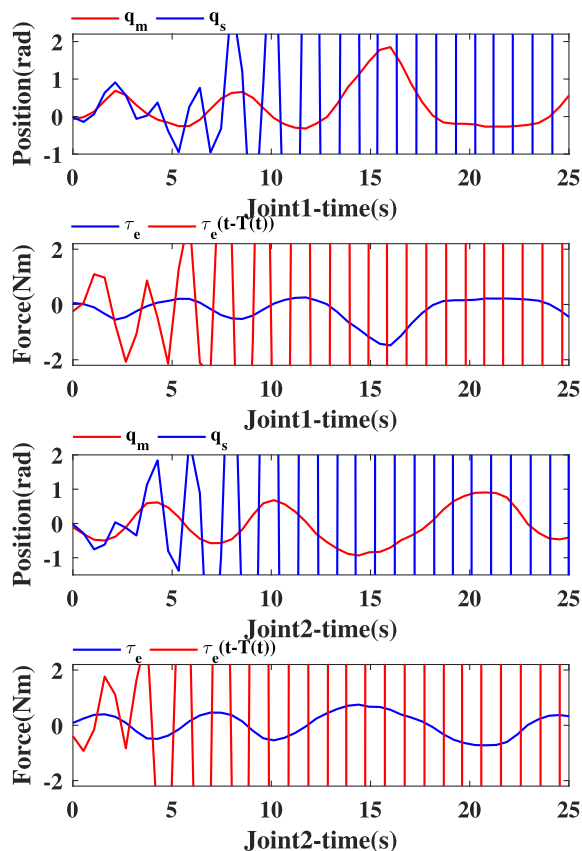 q_m q_s
Position(rad)
2
1
0
-1
0 5 10 15 20 25
Joint1-time(s)
τ_e τ_e(t-T(t))
Force(Nm)
2
0
-2
0 5 10 15 20 25
Joint1-time(s)
q_m q_s
Position(rad)
2
1
0
-1
0 5 10 15 20 25
Joint2-time(s)
τ_e τ_e(t-T(t))
Force(Nm)
2
0
-2
0 5 10 15 20 25
Joint2-time(s)